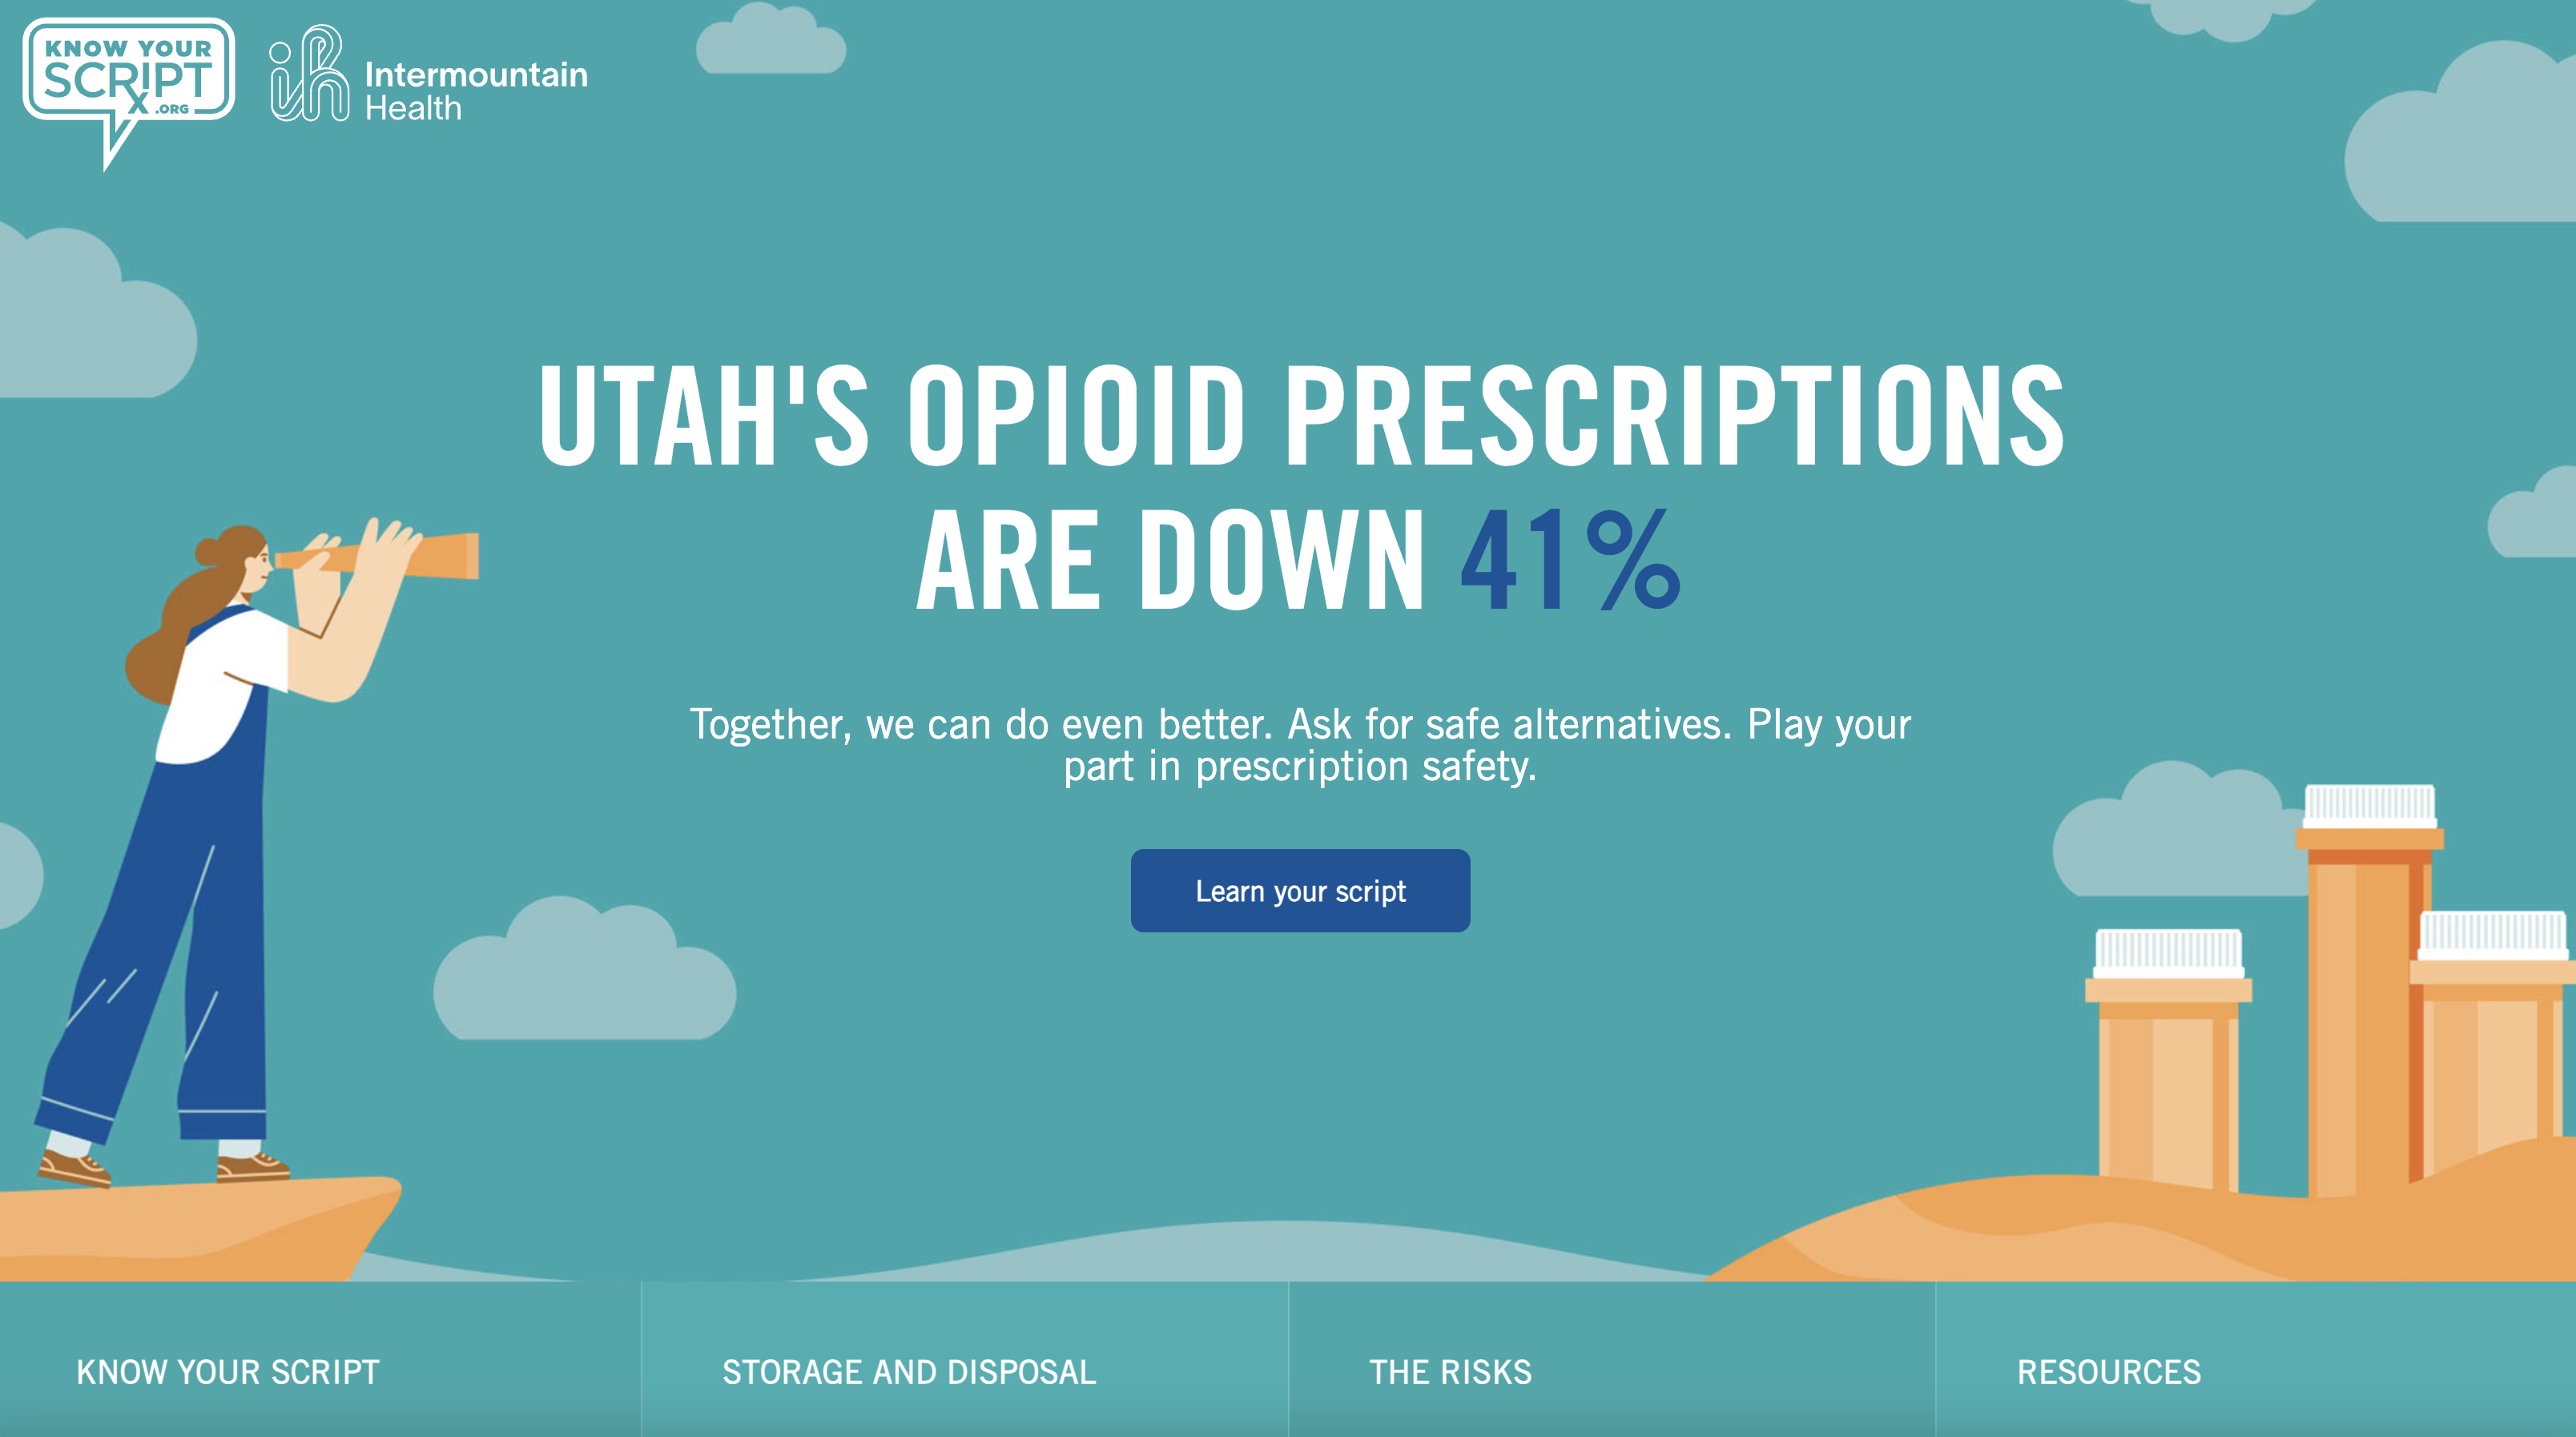 KNOW YOUR
SCRIPT
.ORG
Intermountain
Health
UTAH'S OPIOID PRESCRIPTIONS
ARE DOWN 41%
Together, we can do even better. Ask for safe alternatives. Play your
part in prescription safety.
Learn your script
KNOW YOUR SCRIPT
STORAGE AND DISPOSAL
THE RISKS
RESOURCES